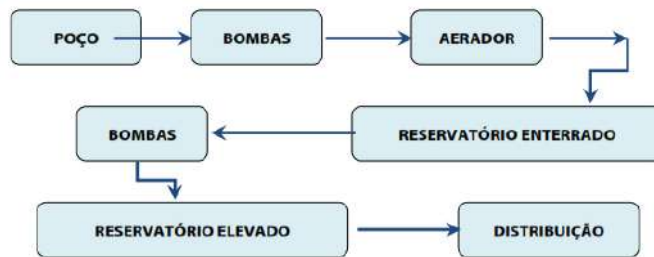 POÇO
BOMBAS
AERADOR
RESERVATÓRIO ENTERRADO
BOMBAS
RESERVATÓRIO ELEVADO
DISTRIBUIÇÃO